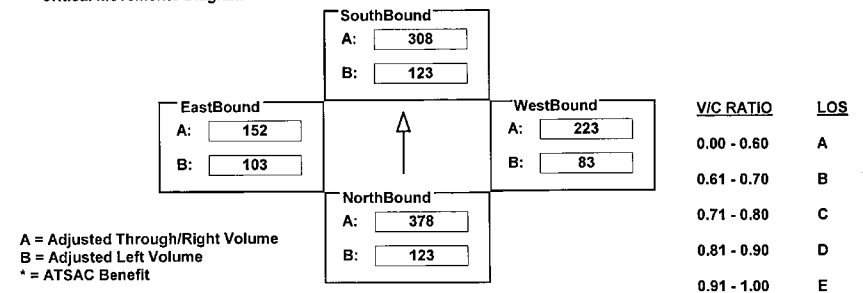 SouthBound
A: 308
B: 123
EastBound
A: 152
B: 103
WestBound
A: 223
B: 83
NorthBound
A: 378
B: 123
A = Adjusted Through/Right Volume
B = Adjusted Left Volume
* = ATSAC Benefit
V/C RATIO LOS
0.00 - 0.60 A
0.61 - 0.70 B
0.71 - 0.80 C
0.81 - 0.90 D
0.91 - 1.00 E